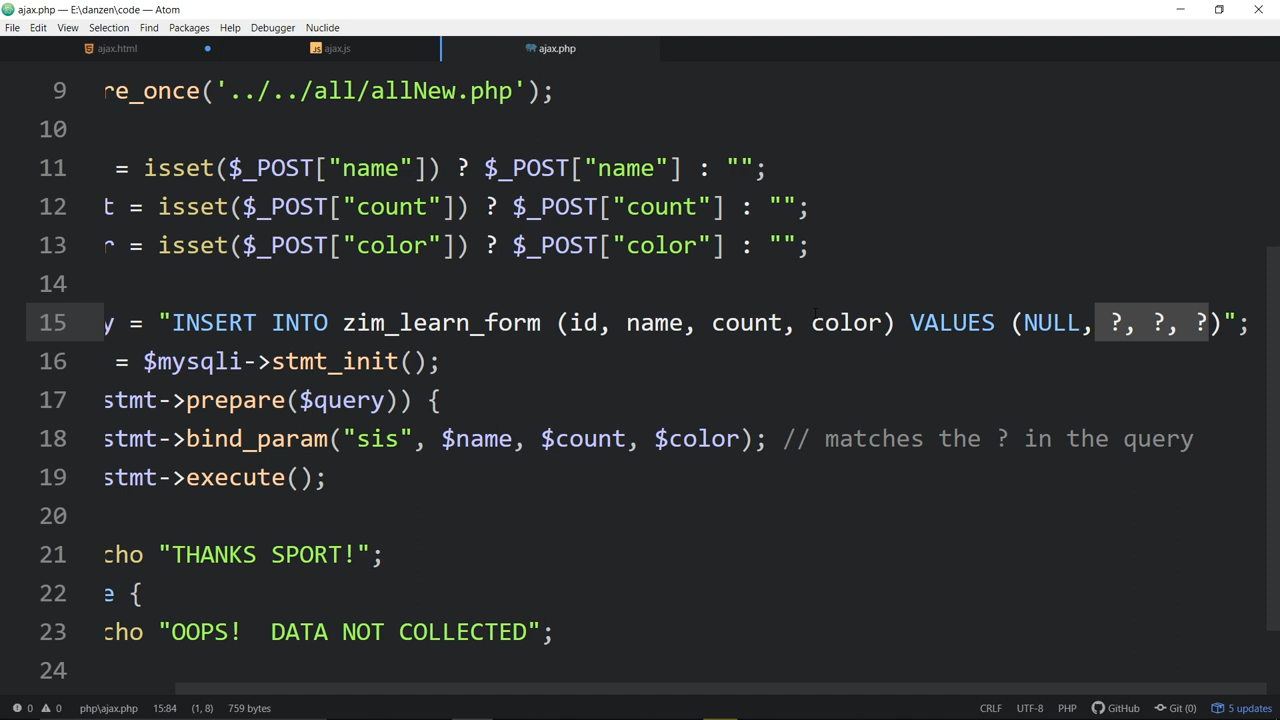 ajax.php — E:\danzen\code — Atom
File Edit View Selection Find Packages Help Debugger Nuclide
ajax.html JS ajax.js ajax.php
9 re_once('../../all/allNew.php');
10
11 = isset($_POST["name"]) ? $_POST["name"] : "";
12 t = isset($_POST["count"]) ? $_POST["count"] : "";
13 r = isset($_POST["color"]) ? $_POST["color"] : "";
14
15 y = "INSERT INTO zim_learn_form (id, name, count, color) VALUES (NULL, ?, ?, ?)";
16 = $mysqli->stmt_init();
17 stmt->prepare($query)) {
18 stmt->bind_param("sis", $name, $count, $color); // matches the ? in the query
19 stmt->execute();
20
21 cho "THANKS SPORT!";
22 e {
23 cho "OOPS!  DATA NOT COLLECTED";
24
0 0 php\ajax.php 15:84 (1, 8) 759 bytes CRLF UTF-8 PHP GitHub Git (0) 5 updates